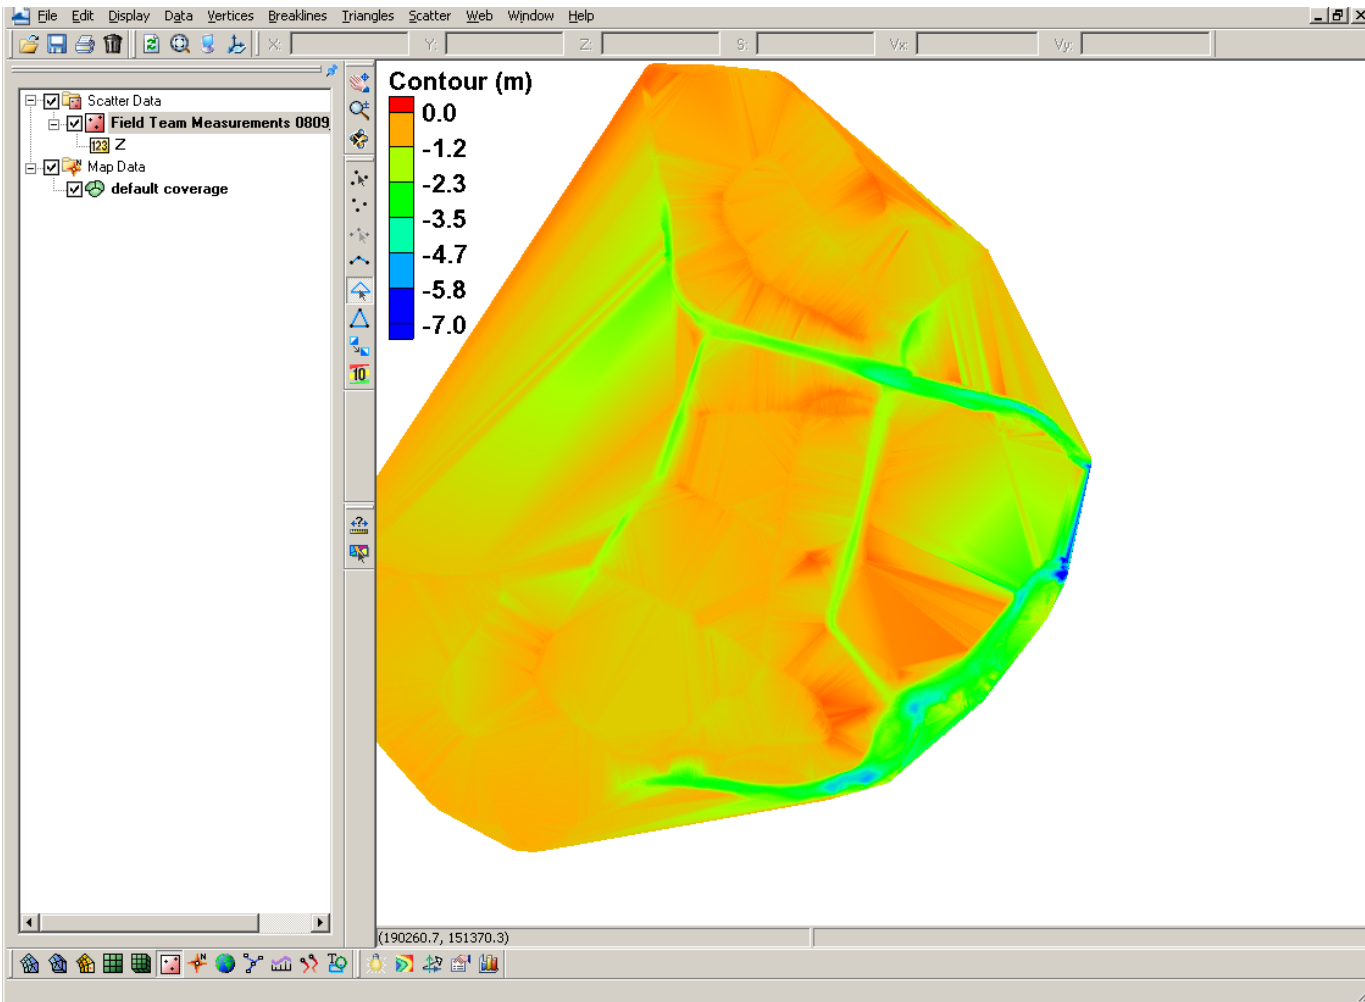 File Edit Display Data Vertices Breaklines Triangles Scatter Web Window Help
X: Y: Z: S: Vx: Vy:
Scatter Data
Field Team Measurements 0809
123 Z
Map Data
default coverage
10
Contour (m)
0.0
-1.2
-2.3
-3.5
-4.7
-5.8
-7.0
(190260.7, 151370.3)